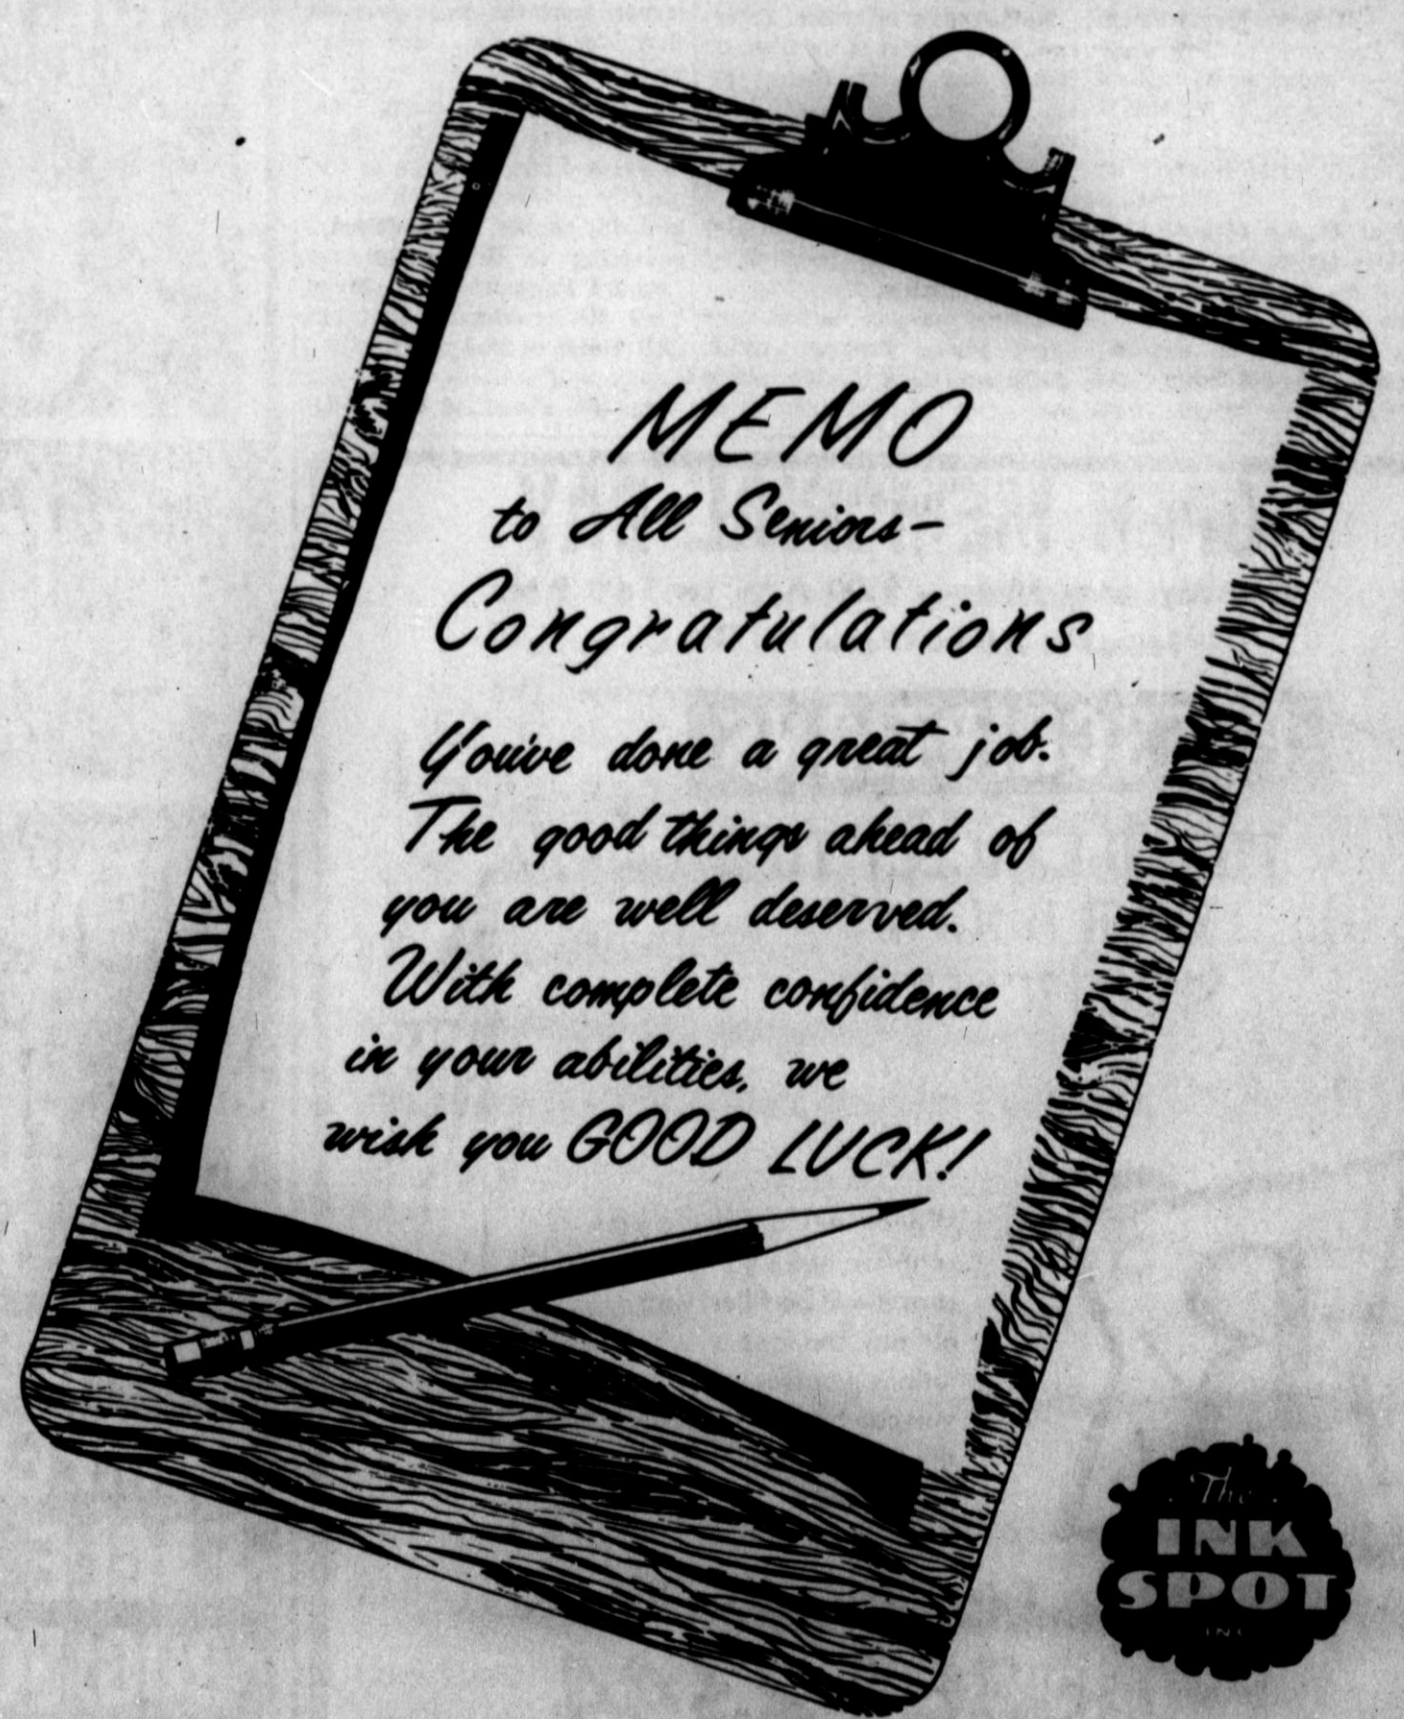 MEMO
to All Seniors—
Congratulations
You've done a great job.
The good things ahead of
you are well deserved.
With complete confidence
in your abilities, we
wish you GOOD LUCK!
The
INK
SPOT
INC